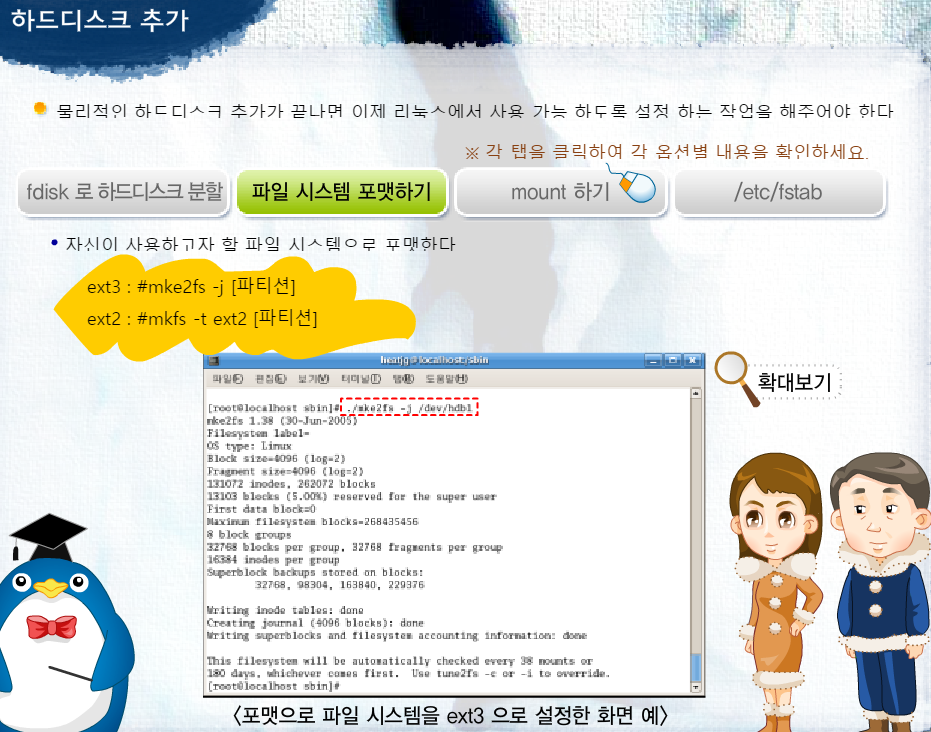 하드디스크 추가
물리적인 하드디스크 추가가 끝나면 이제 리눅스에서 사용 가능 하도록 설정 하는 작업을 해주어야 한다
※ 각 탭을 클릭하여 각 옵션별 내용을 확인하세요.
fdisk 로 하드디스크 분할 파일 시스템 포맷하기 mount 하기 /etc/fstab
• 자신이 사용하고자 할 파일 시스템으로 포맷한다
ext3 : #mke2fs -j [파티션]
ext2 : #mkfs -t ext2 [파티션]
@localhost:/sbin
확대보기
파일(F) 편집(E) 보기(V) 터미널(T) 탭(B) 도움말(H)
[root@localhost sbin]# ./mke2fs -j /dev/hdb1
mke2fs 1.38 (30-Jun-2005)
Filesystem label=
OS type: Linux
Block size=4096 (log=2)
Fragment size=4096 (log=2)
131072 inodes, 262072 blocks
13103 blocks (5.00%) reserved for the super user
First data block=0
Maximum filesystem blocks=268435456
8 block groups
32768 blocks per group, 32768 fragments per group
16384 inodes per group
Superblock backups stored on blocks:
32768, 98304, 163840, 229376
Writing inode tables: done
Creating journal (4096 blocks): done
Writing superblocks and filesystem accounting information: done
This filesystem will be automatically checked every 38 mounts or
180 days, whichever comes first. Use tune2fs -c or -i to override.
[root@localhost sbin]#
〈포맷으로 파일 시스템을 ext3 으로 설정한 화면 예〉